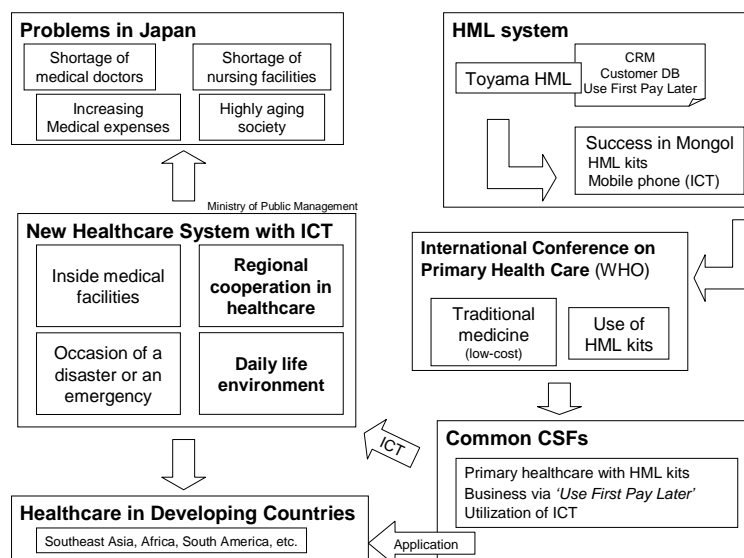 Problems in Japan
Shortage of
medical doctors
Shortage of
nursing facilities
Increasing
Medical expenses
Highly aging
society
Ministry of Public Management
New Healthcare System with ICT
Inside medical
facilities
Regional
cooperation in
healthcare
Occasion of a
disaster or an
emergency
Daily life
environment
Healthcare in Developing Countries
Southeast Asia, Africa, South America, etc.
HML system
Toyama HML
CRM
Customer DB
Use First Pay Later
Success in Mongol
HML kits
Mobile phone (ICT)
International Conference on
Primary Health Care (WHO)
Traditional
medicine
(low-cost)
Use of
HML kits
Common CSFs
Primary healthcare with HML kits
Business via ‘Use First Pay Later’
Utilization of ICT
ICT
Application